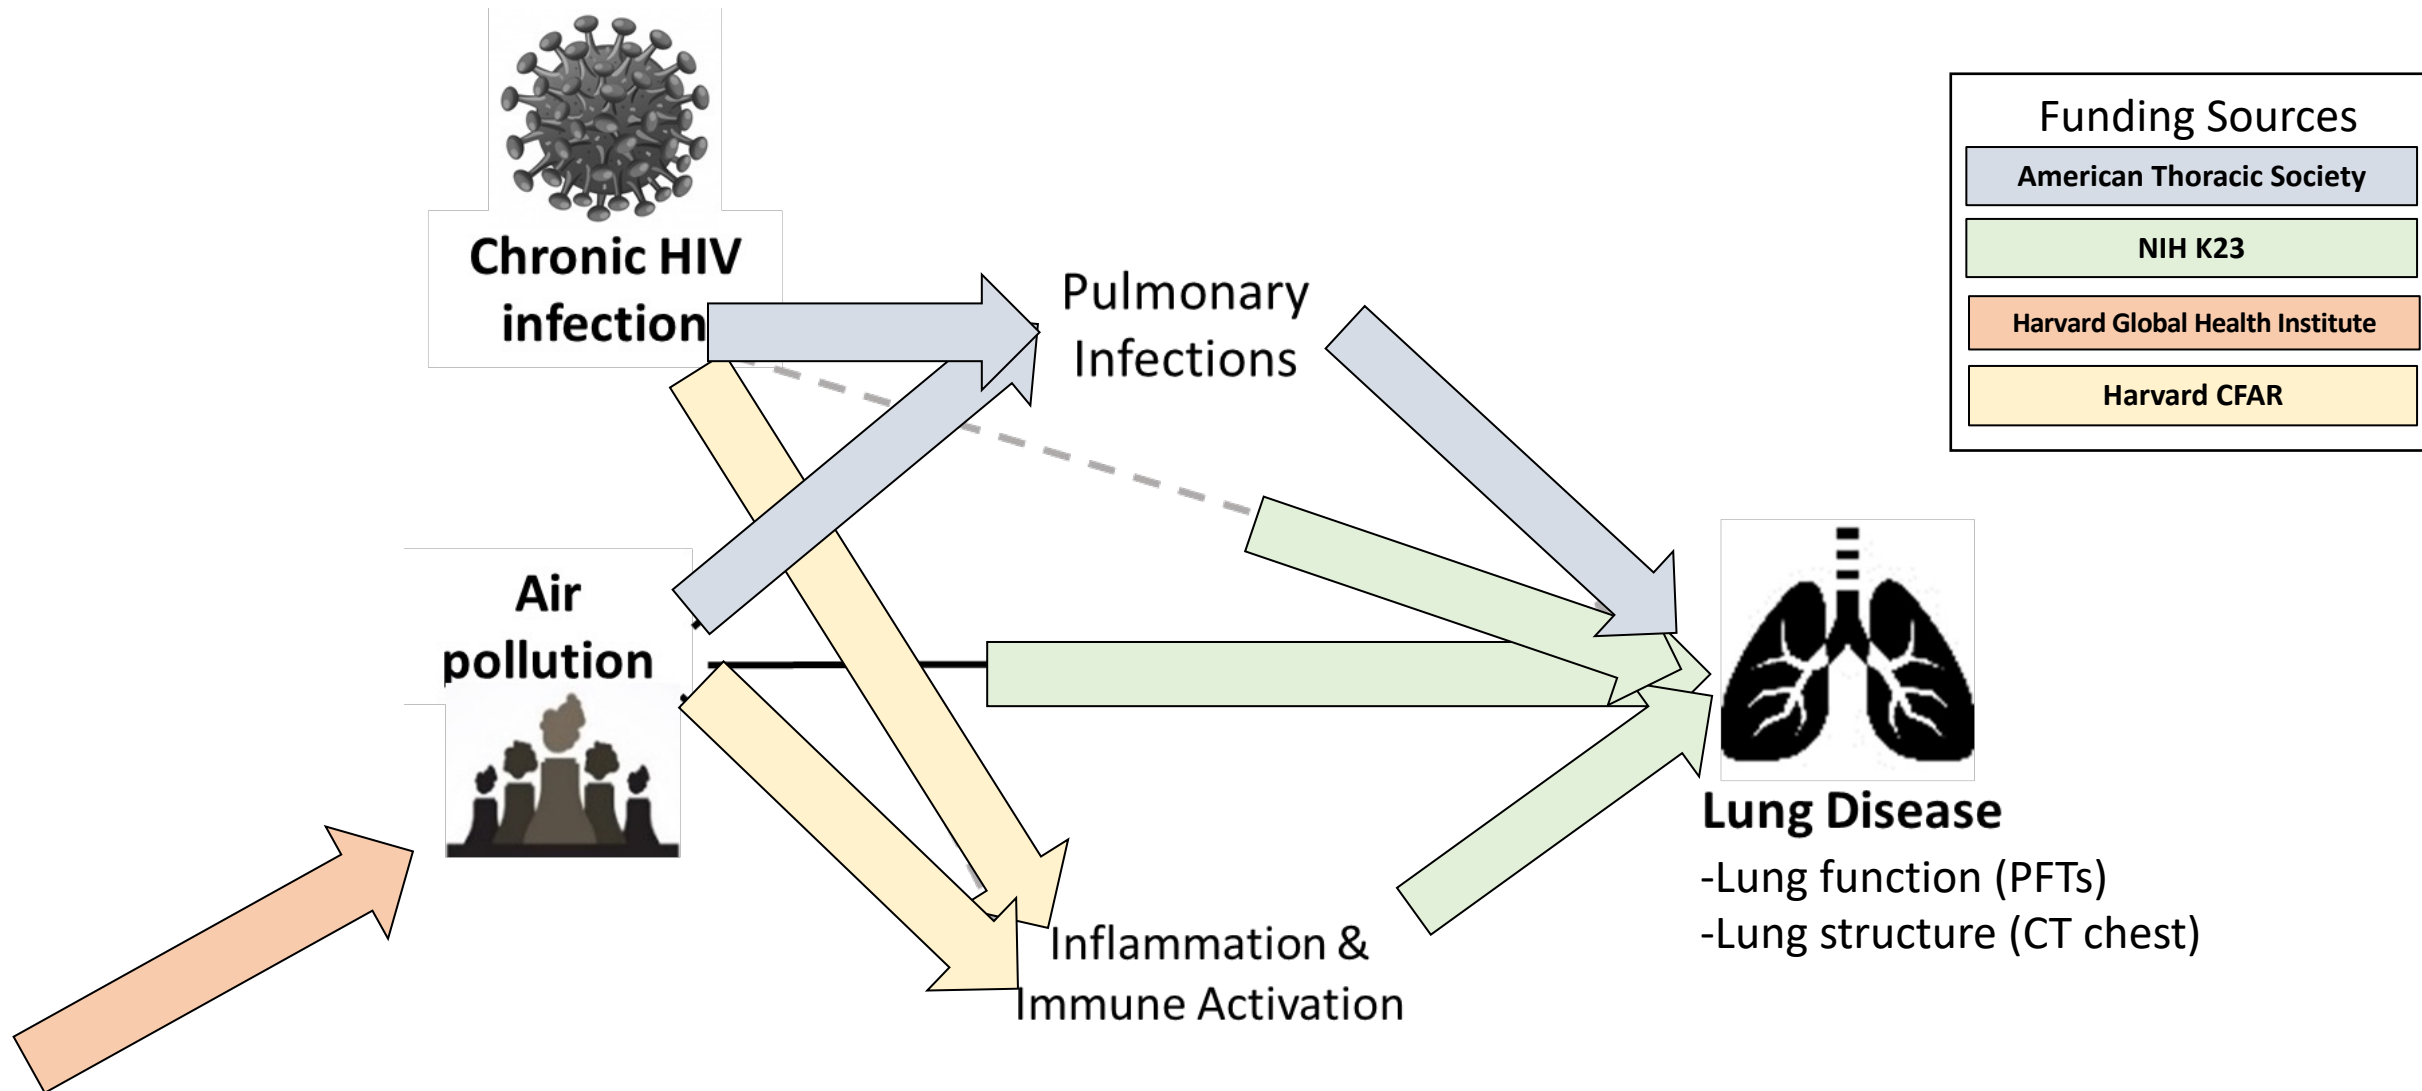 Chronic HIV
infection
Air
pollution
Pulmonary
Infections
Inflammation &
Immune Activation
Lung Disease
-Lung function (PFTs)
-Lung structure (CT chest)
Funding Sources
American Thoracic Society
NIH K23
Harvard Global Health Institute
Harvard CFAR